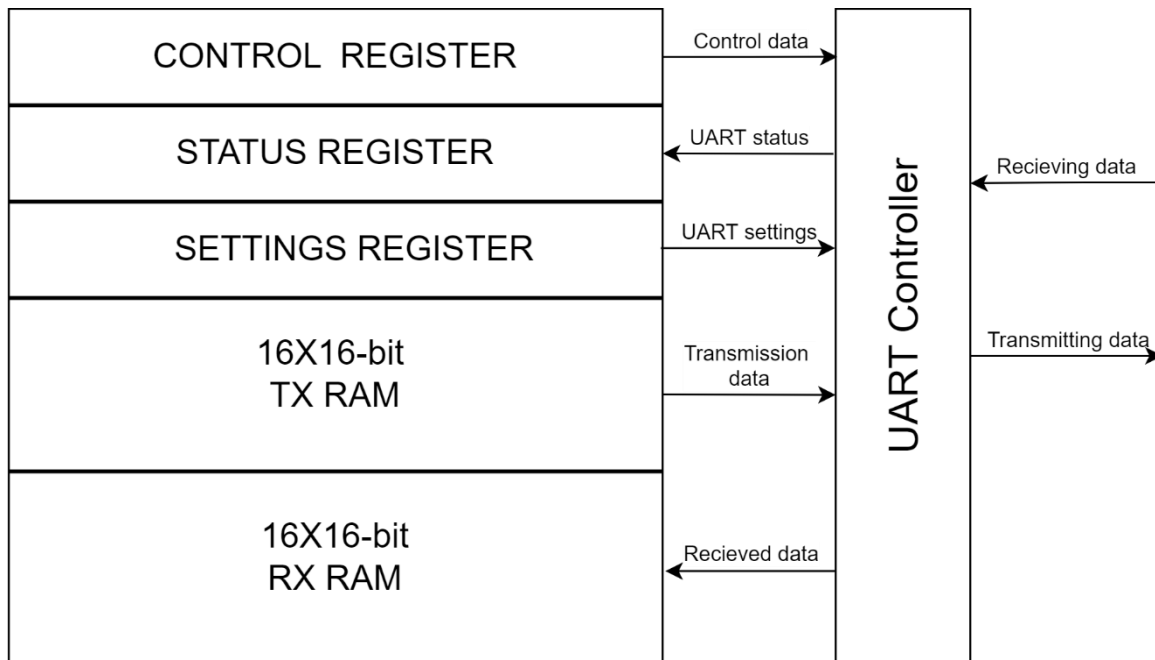 CONTROL REGISTER
Control data
STATUS REGISTER
UART status
SETTINGS REGISTER
UART settings
16X16-bit
TX RAM
Transmission
data
16X16-bit
RX RAM
Recieved data
UART Controller
Recieving data
Transmitting data